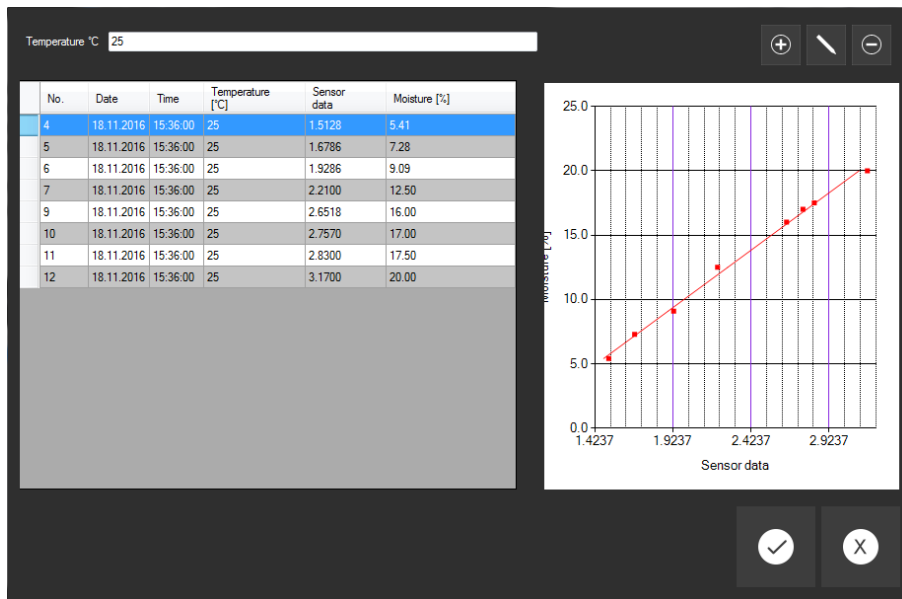 Temperature °C 25
No. Date Time Temperature [°C] Sensor data Moisture [%]
4 18.11.2016 15:36:00 25 1.5128 5.41
5 18.11.2016 15:36:00 25 1.6786 7.28
6 18.11.2016 15:36:00 25 1.9286 9.09
7 18.11.2016 15:36:00 25 2.2100 12.50
9 18.11.2016 15:36:00 25 2.6518 16.00
10 18.11.2016 15:36:00 25 2.7570 17.00
11 18.11.2016 15:36:00 25 2.8300 17.50
12 18.11.2016 15:36:00 25 3.1700 20.00
25.0
20.0
15.0
10.0
5.0
0.0
Moisture [%]
1.4237 1.9237 2.4237 2.9237
Sensor data
X